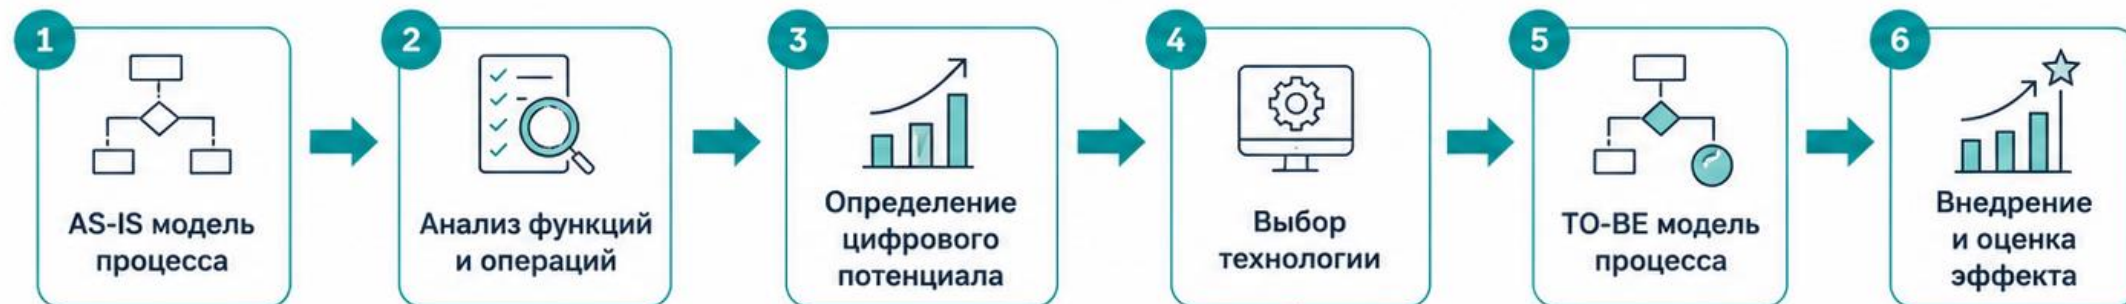 1
AS-IS модель
процесса
2
Анализ функций
и операций
3
Определение
цифрового
потенциала
4
Выбор
технологии
5
TO-BE модель
процесса
6
Внедрение
и оценка
эффекта